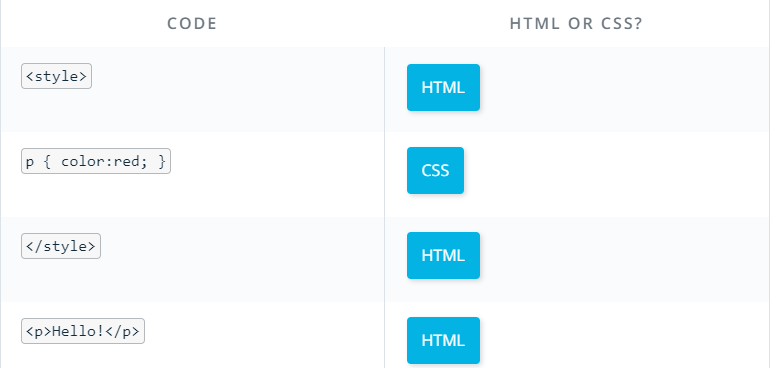 CODE HTML OR CSS?
<style> HTML
p { color:red; } CSS
</style> HTML
<p>Hello!</p> HTML